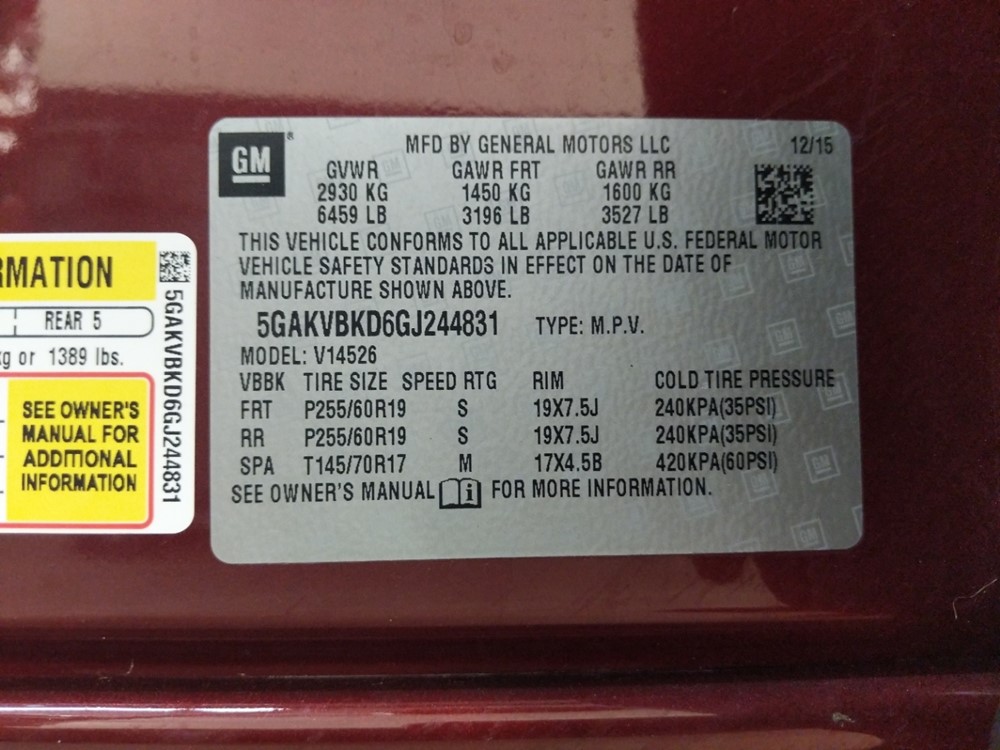 GM
®
MFD BY GENERAL MOTORS LLC 12/15
GVWR GAWR FRT GAWR RR
2930 KG 1450 KG 1600 KG
6459 LB 3196 LB 3527 LB
THIS VEHICLE CONFORMS TO ALL APPLICABLE U.S. FEDERAL MOTOR
VEHICLE SAFETY STANDARDS IN EFFECT ON THE DATE OF
MANUFACTURE SHOWN ABOVE.
5GAKVBKD6GJ244831 TYPE: M.P.V.
MODEL: V14526
VBBK TIRE SIZE SPEED RTG RIM COLD TIRE PRESSURE
FRT P255/60R19 S 19X7.5J 240KPA(35PSI)
RR P255/60R19 S 19X7.5J 240KPA(35PSI)
SPA T145/70R17 M 17X4.5B 420KPA(60PSI)
SEE OWNER'S MANUAL i FOR MORE INFORMATION.
RMATION
REAR 5
kg or 1389 lbs.
SEE OWNER'S
MANUAL FOR
ADDITIONAL
INFORMATION
5GAKVBKD6GJ244831